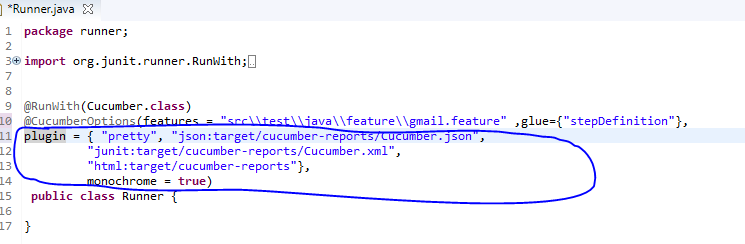 *Runner.java
1 package runner;
2
3 import org.junit.runner.RunWith;
7
8
9 @RunWith(Cucumber.class)
10 @CucumberOptions(features = "src\\test\\java\\feature\\gmail.feature" ,glue={"stepDefinition"},
11 plugin = { "pretty", "json:target/cucumber-reports/Cucumber.json",
12 "junit:target/cucumber-reports/Cucumber.xml",
13 "html:target/cucumber-reports"},
14 monochrome = true)
15 public class Runner {
16
17 }